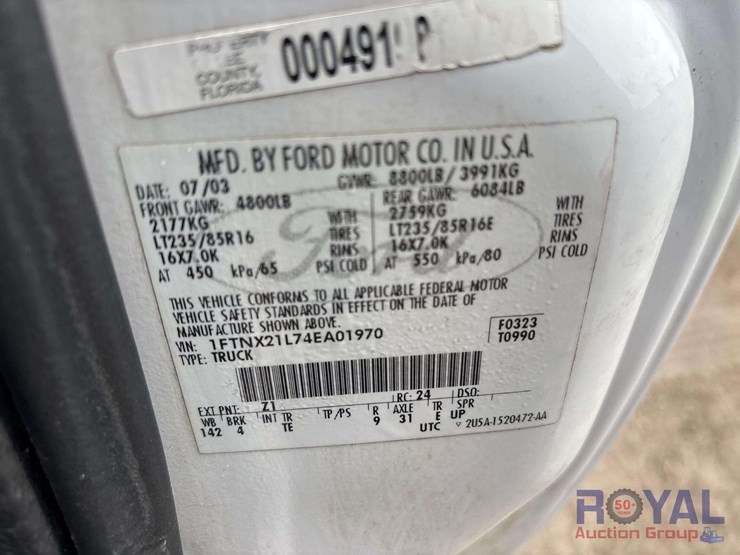 COUNTY
FLORIDA
000491
MFD. BY FORD MOTOR CO. IN U.S.A.
DATE: 07/03 GVWR: 8800LB/ 3991KG
FRONT GAWR: 4800LB REAR GAWR: 6084LB
2177KG WITH 2759KG WITH
LT235/85R16 TIRES LT235/85R16E TIRES
16X7.0K RIMS 16X7.0K RIMS
AT 450 kPa/65 PSI COLD AT 550 kPa/80 PSI COLD
Ford
THIS VEHICLE CONFORMS TO ALL APPLICABLE FEDERAL MOTOR
VEHICLE SAFETY STANDARDS IN EFFECT ON THE DATE OF
MANUFACTURE SHOWN ABOVE.
VIN: 1FTNX21L74EA01970 F0323
TYPE: TRUCK T0990
EXT PNT: Z1 RC: 24 DSO:
WB BRK INT TR TP/PS R AXLE TR SPR
142 4 TE 9 31 E UP
UTC 2U5A-1520472-AA
50+
YEARS
ROYAL
Auction Group